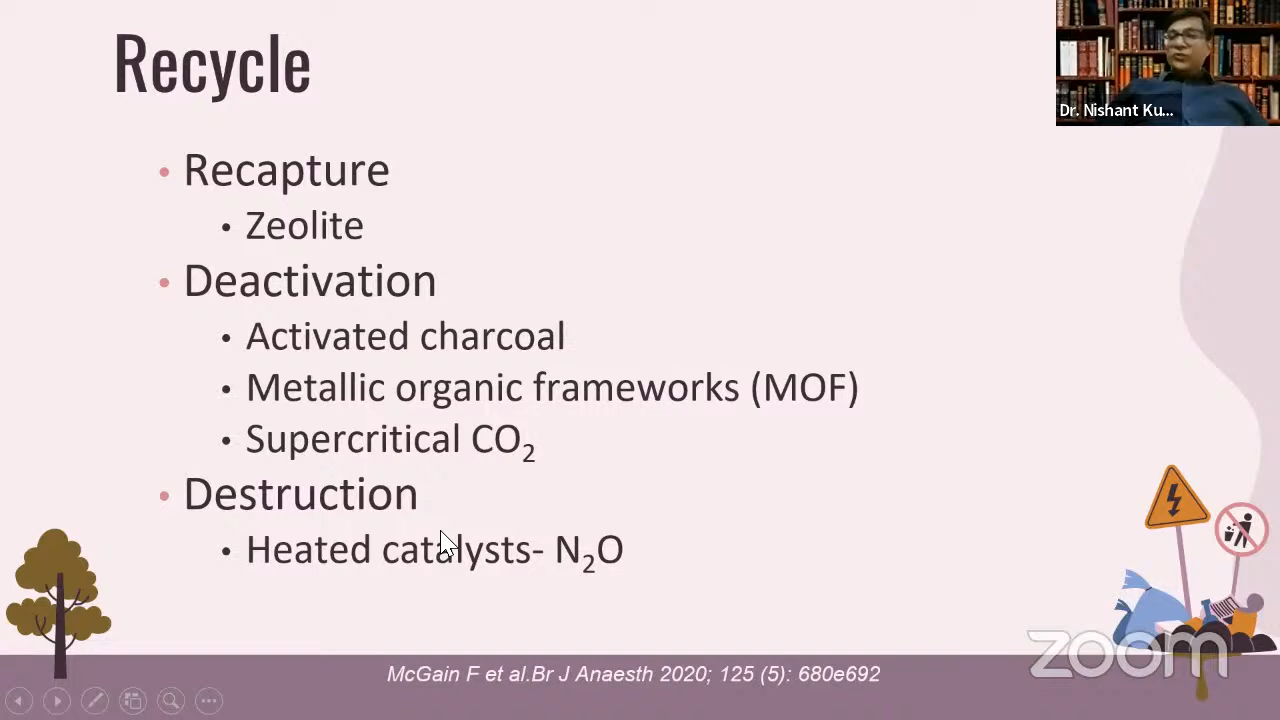 Recycle
Dr. Nishant Ku...
• Recapture
• Zeolite
• Deactivation
• Activated charcoal
• Metallic organic frameworks (MOF)
• Supercritical CO₂
• Destruction
• Heated catalysts- N₂O
zoom
McGain F et al.Br J Anaesth 2020; 125 (5): 680e692